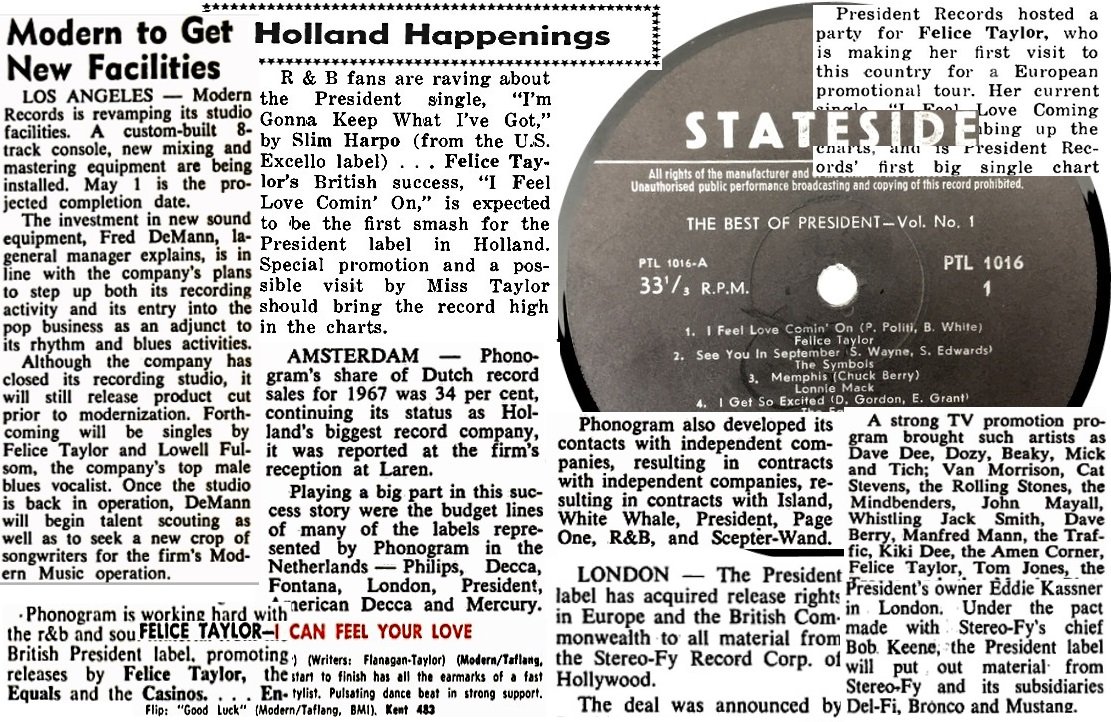 Modern to Get
New Facilities
LOS ANGELES — Modern
Records is revamping its studio
facilities. A custom-built 8-
track console, new mixing and
mastering equipment are being
installed. May 1 is the pro-
jected completion date.
The investment in new sound
equipment, Fred DeMann, la-
general manager explains, is in
line with the company's plans
to step up both its recording
activity and its entry into the
pop business as an adjunct to
its rhythm and blues activities.
Although the company has
closed its recording studio, it
will still release product cut
prior to modernization. Forth-
coming will be singles by
Felice Taylor and Lowell Ful-
som, the company's top male
blues vocalist. Once the studio
is back in operation, DeMann
will begin talent scouting as
well as to seek a new crop of
songwriters for the firm's Mod-
ern Music operation.
Phonogram is working hard with
the r&b and sou
British President label, promoting
releases by Felice Taylor, the
Equals and the Casinos. . . . En-
Holland Happenings
R & B fans are raving about
the President single, "I'm
Gonna Keep What I've Got,"
by Slim Harpo (from the U.S.
Excello label) . . . Felice Tay-
lor's British success, "I Feel
Love Comin' On," is expected
to be the first smash for the
President label in Holland.
Special promotion and a pos-
sible visit by Miss Taylor
should bring the record high
in the charts.
AMSTERDAM — Phono-
gram's share of Dutch record
sales for 1967 was 34 per cent,
continuing its status as Hol-
land's biggest record company,
it was reported at the firm's
reception at Laren.
Playing a big part in this suc-
cess story were the budget lines
of many of the labels repre-
sented by Phonogram in the
Netherlands — Philips, Decca,
Fontana, London, President,
American Decca and Mercury.
FELICE TAYLOR—I CAN FEEL YOUR LOVE
) (Writers: Flanagan-Taylor) (Modern/Taflang,
start to finish has all the earmarks of a fast
tylist. Pulsating dance beat in strong support.
Flip: "Good Luck" (Modern/Taflang, BMI). Kent 483
President Records hosted a
party for Felice Taylor, who
is making her first visit to
this country for a European
promotional tour. Her current
single, "I Feel Love Coming
bing up the
charts, and is President Rec-
ords' first big single chart
STATESIDE
All rights of the manufacturer and
Unauthorised public performance broadcasting and copying of this record prohibited.
THE BEST OF PRESIDENT—Vol. No. 1
PTL 1016-A
33 1/3 R.P.M.
PTL 1016
1
1. I Feel Love Comin' On (P. Politi, B. White)
Felice Taylor
2. See You In September (S. Wayne, S. Edwards)
The Symbols
3. Memphis (Chuck Berry)
Lonnie Mack
4. I Get So Excited (D. Gordon, E. Grant)
Phonogram also developed its
contacts with independent com-
panies, resulting in contracts
with independent companies, re-
sulting in contracts with Island,
White Whale, President, Page
One, R&B, and Scepter-Wand.
A strong TV promotion pro-
gram brought such artists as
Dave Dee, Dozy, Beaky, Mick
and Tich; Van Morrison, Cat
Stevens, the Rolling Stones, the
Mindbenders, John Mayall,
Whistling Jack Smith, Dave
Berry, Manfred Mann, the Traf-
fic, Kiki Dee, the Amen Corner,
Felice Taylor, Tom Jones, the
LONDON — The President
label has acquired release rights
in Europe and the British Com-
monwealth to all material from
the Stereo-Fy Record Corp. of
Hollywood.
The deal was announced by
President's owner Eddie Kassner
in London. Under the pact
made with Stereo-Fy's chief
Bob Keene, the President label
will put out material from
Stereo-Fy and its subsidiaries
Del-Fi, Bronco and Mustang.